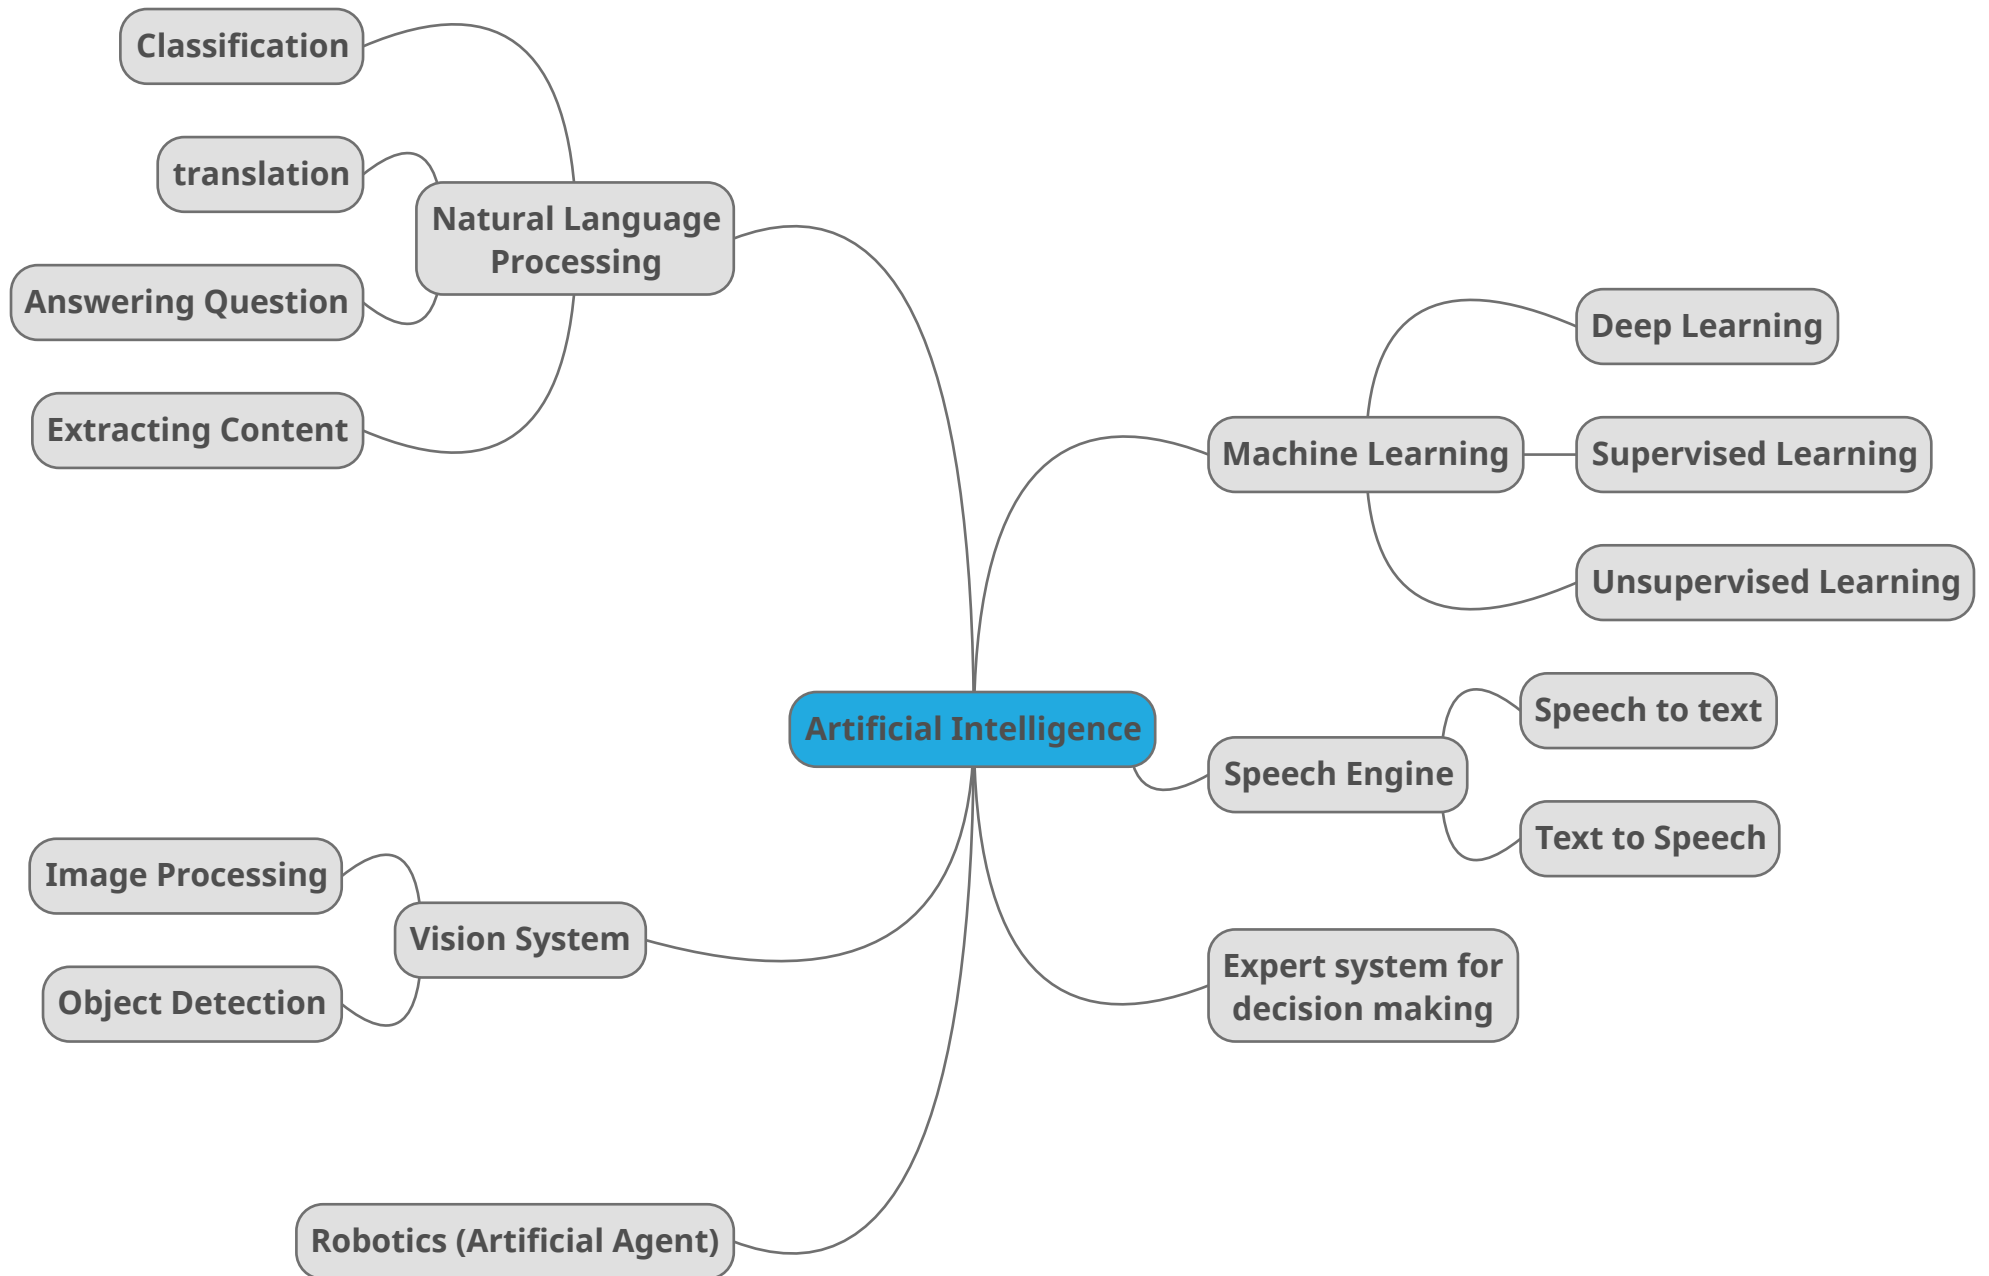 Classification
translation
Natural Language
Processing
Answering Question
Extracting Content
Deep Learning
Machine Learning
Supervised Learning
Unsupervised Learning
Artificial Intelligence
Speech to text
Speech Engine
Text to Speech
Image Processing
Vision System
Object Detection
Expert system for
decision making
Robotics (Artificial Agent)